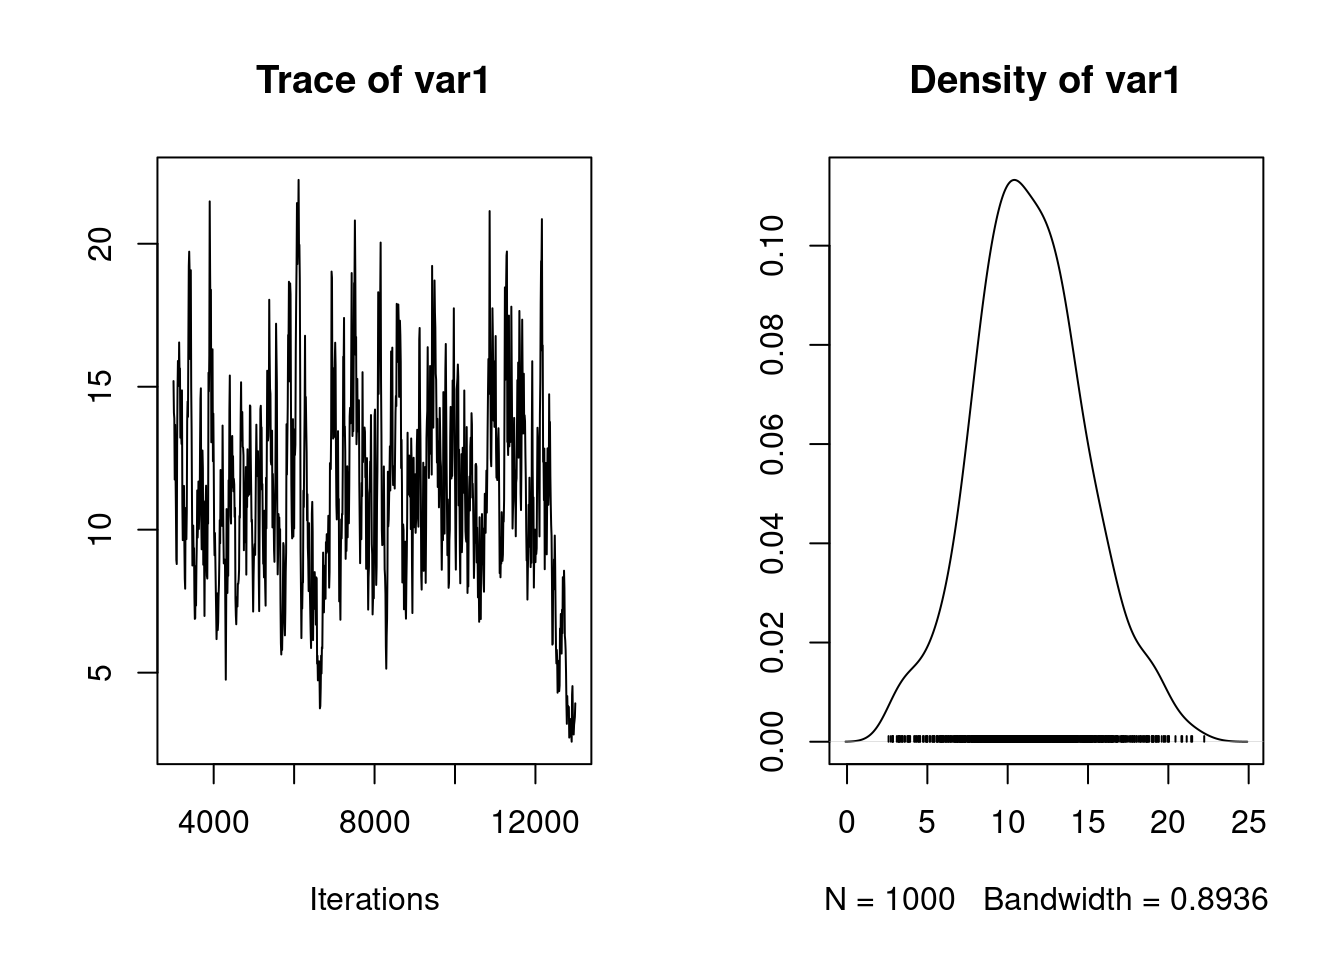 Trace of var1
20
15
10
5
4000 8000 12000
Iterations
Density of var1
0.10
0.08
0.06
0.04
0.02
0.00
0 5 10 15 20 25
N = 1000 Bandwidth = 0.8936